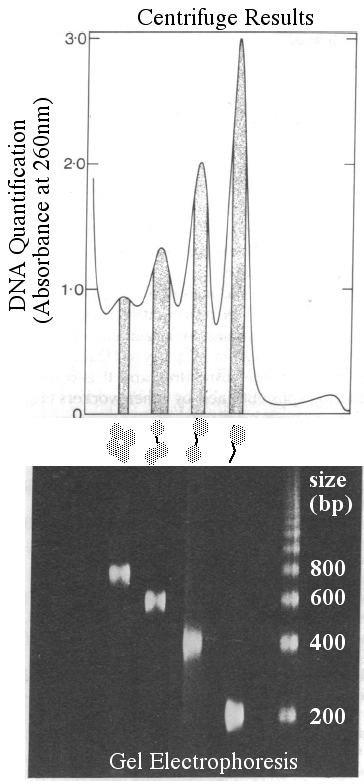 Centrifuge Results
DNA Quantification
(Absorbance at 260nm)
3·0
2·0
1·0
0
size
(bp)
800
600
400
200
Gel Electrophoresis